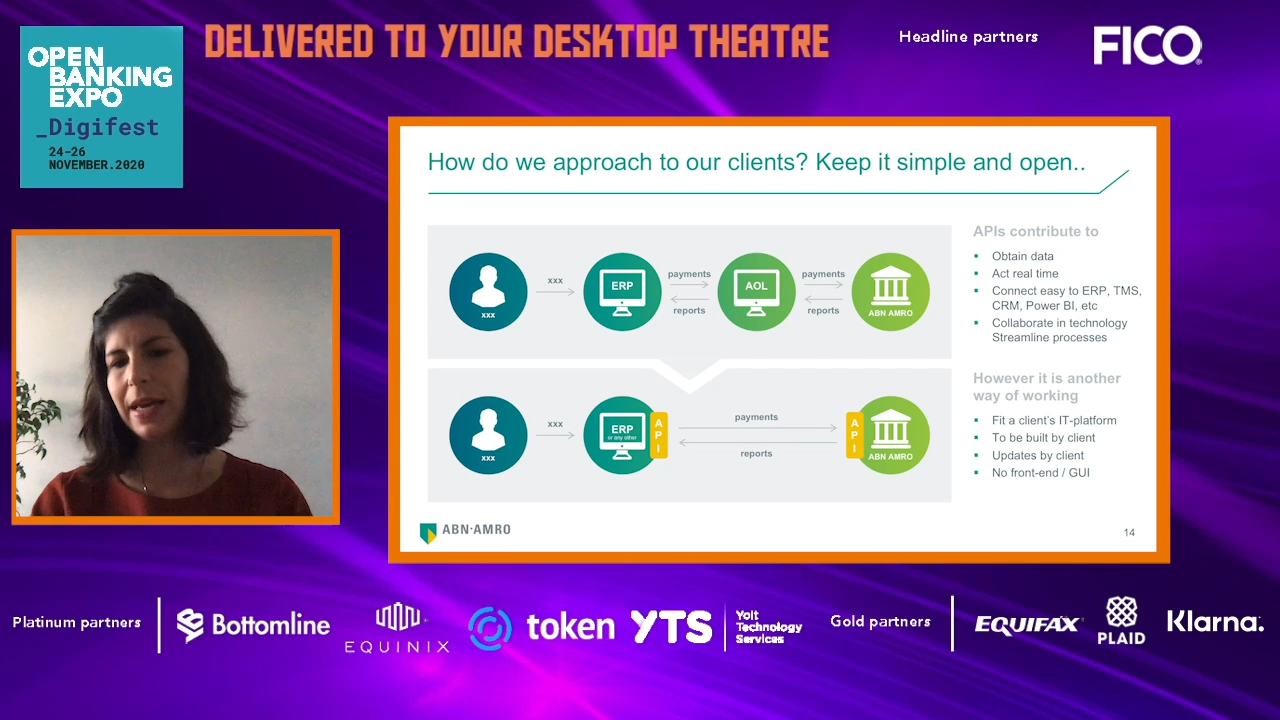 OPEN
BANKING
EXPO
_Digifest
24-26
NOVEMBER.2020
DELIVERED TO YOUR DESKTOP THEATRE
Headline partners
FICO
How do we approach to our clients? Keep it simple and open..
xxx
xxx
ERP
payments
reports
AOL
payments
reports
ABN AMRO
APIs contribute to
▪ Obtain data
▪ Act real time
▪ Connect easy to ERP, TMS,
CRM, Power BI, etc
▪ Collaborate in technology
Streamline processes
xxx
xxx
ERP
or any other
API
payments
reports
API
ABN AMRO
However it is another
way of working
▪ Fit a client's IT-platform
▪ To be built by client
▪ Updates by client
▪ No front-end / GUI
ABN·AMRO
14
Platinum partners
Bottomline
EQUINIX
token
YTS
Yolt
Technology
Services
Gold partners
EQUIFAX
PLAID
Klarna.